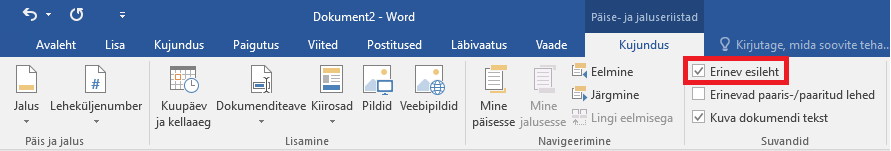 Dokument2 - Word
Päise- ja jaluseriistad
Avaleht Lisa Kujundus Paigutus Viited Postitused Läbivaatus Vaade Kujundus Kirjutage, mida soovite teha...
Jalus Leheküljenumber
Kuupäev ja kellaaeg
Dokumenditeave Kiirosad Pildid Veebipildid
Mine päisesse
Mine jalusesse
Eelmine
Järgmine
Lingi eelmisega
Erinev esileht
Erinevad paaris-/paaritud lehed
Kuva dokumendi tekst
Päis ja jalus Lisamine Navigeerimine Suvandid